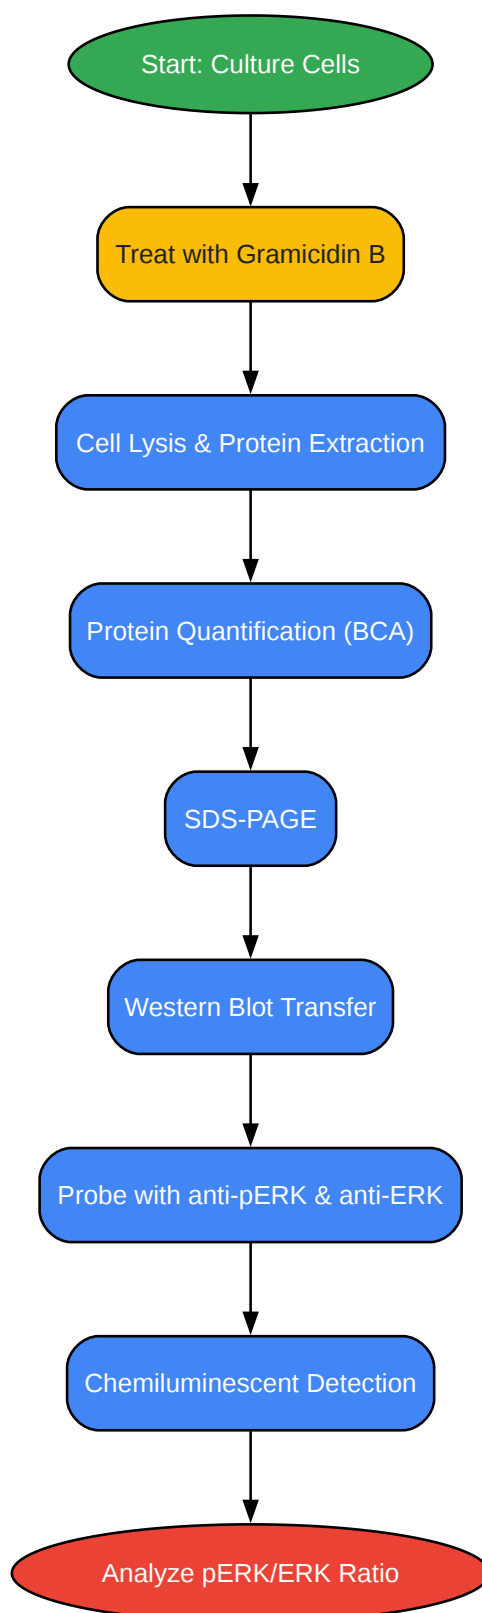 Start: Culture Cells
Treat with Gramicidin B
Cell Lysis & Protein Extraction
Protein Quantification (BCA)
SDS-PAGE
Western Blot Transfer
Probe with anti-pERK & anti-ERK
Chemiluminescent Detection
Analyze pERK/ERK Ratio